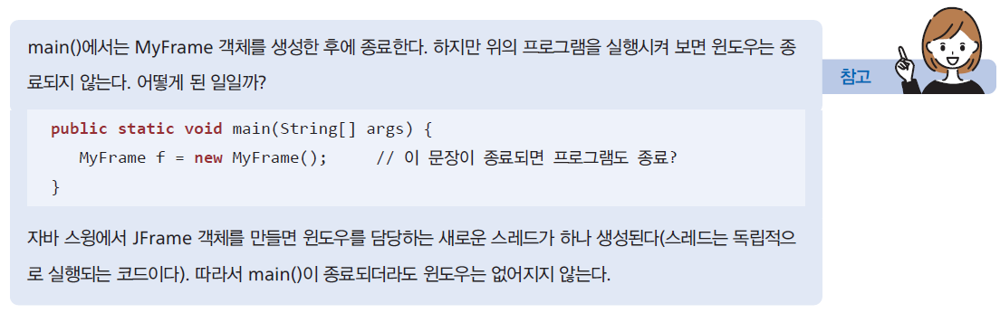 main()에서는 MyFrame 객체를 생성한 후에 종료한다. 하지만 위의 프로그램을 실행시켜 보면 윈도우는 종
료되지 않는다. 어떻게 된 일일까?
참고
public static void main(String[] args) {
MyFrame f = new MyFrame(); // 이 문장이 종료되면 프로그램도 종료?
}
자바 스윙에서 JFrame 객체를 만들면 윈도우를 담당하는 새로운 스레드가 하나 생성된다(스레드는 독립적으
로 실행되는 코드이다). 따라서 main()이 종료되더라도 윈도우는 없어지지 않는다.